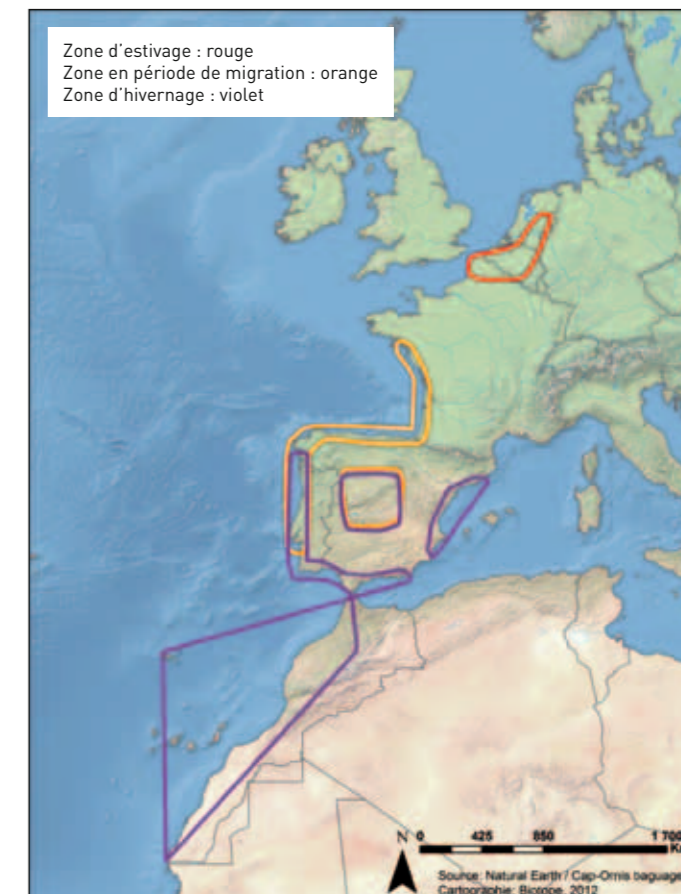 Zone d'estivage : rouge
Zone en période de migration : orange
Zone d'hivernage : violet
N 0 425 850 1 700
Source: Natural Earth / Cap-Ornis baguage
Cartographie: Biotope, 2012